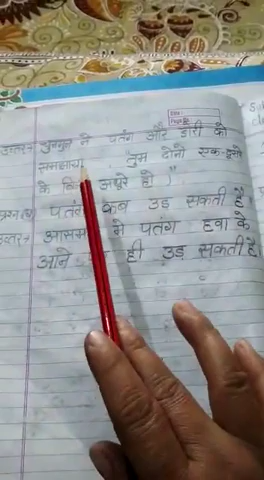 उत्तर- बुलबुल ने पतंग और डोरी को
समझाया तुम दोनो एक-दूसरे
के बिना अधूरे हो ”
प्रश्न पतंग कब उड़ सकती है
उत्तर- आसमान मे पतंग हवा के
आने ही उड़ सकती है।